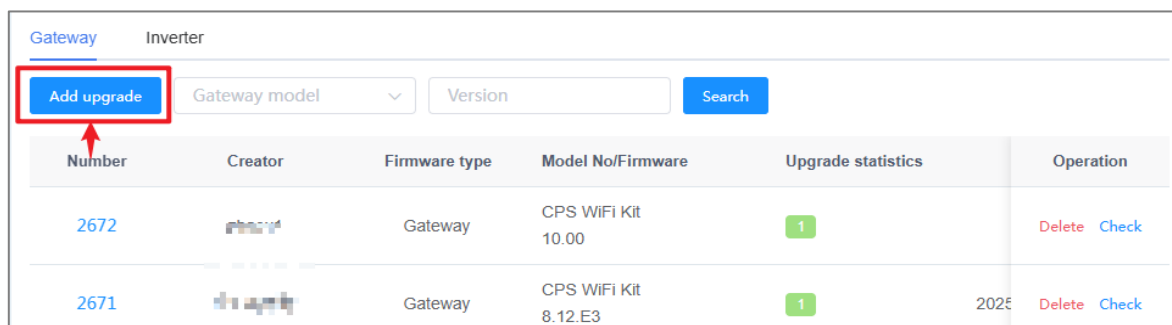 Gateway Inverter
Add upgrade Gateway model Version Search
Number Creator Firmware type Model No/Firmware Upgrade statistics Operation
CPS WiFi Kit
2672 Gateway 1 Delete Check
10.00
CPS WiFi Kit
2671 Gateway 1 2025 Delete Check
8.12.E3